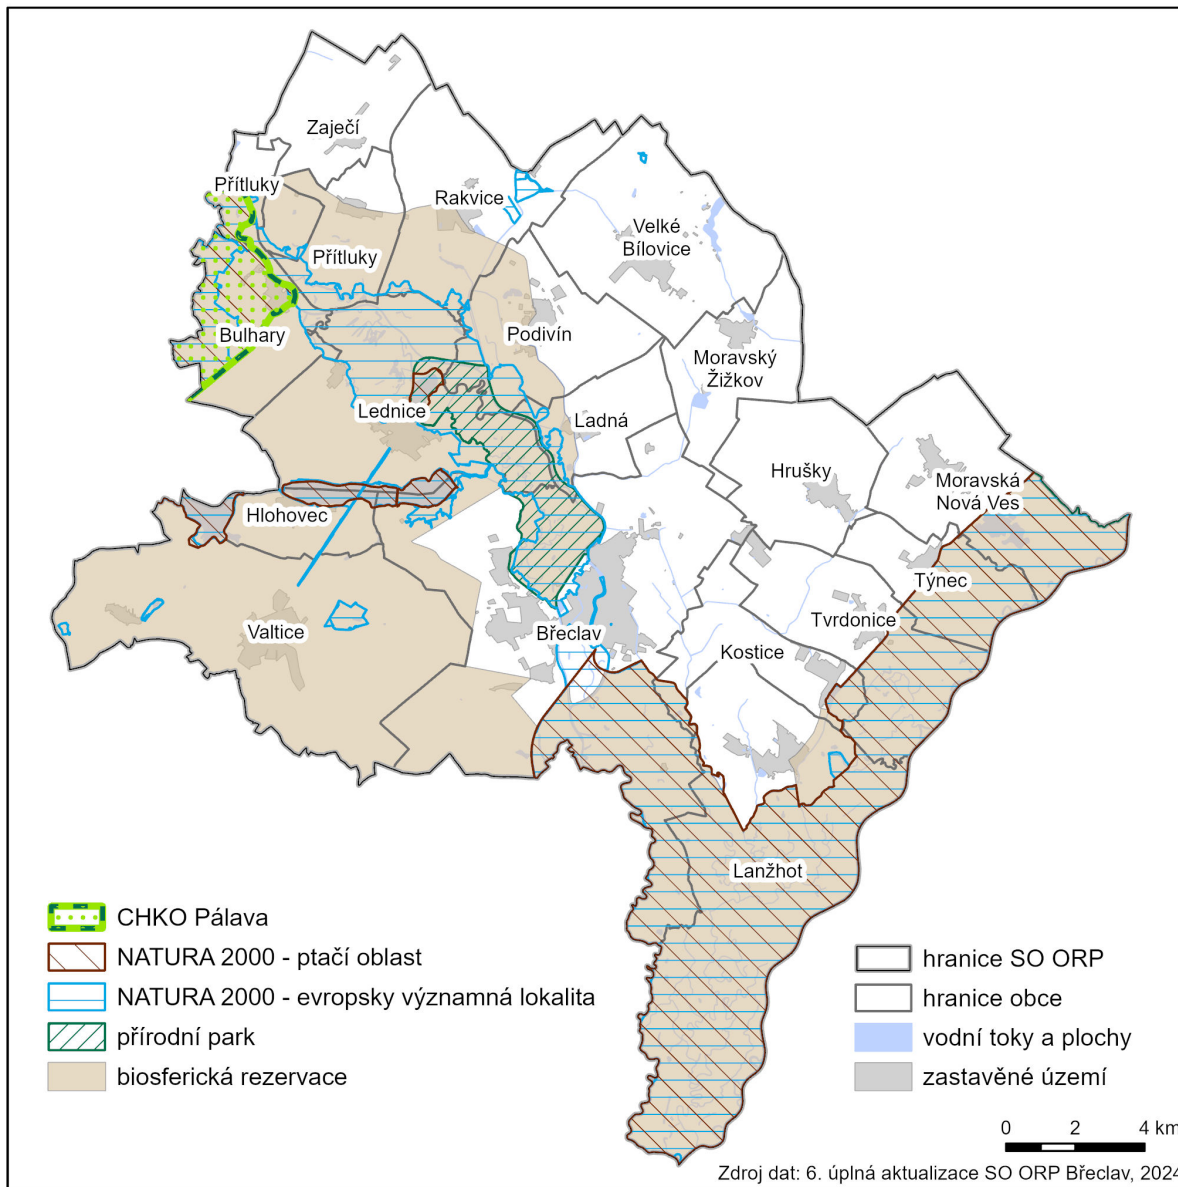 Zaječí
Přítluky
Rakvice
Velké
Bílovice
Přítluky
Bulhary
Podivín
Moravský
Žižkov
Lednice
Ladná
Hrušky
Moravská
Nová Ves
Hlohovec
Týnec
Tvrdonice
Valtice
Břeclav
Kostice
Lanžhot
CHKO Pálava
NATURA 2000 - ptačí oblast
NATURA 2000 - evropsky významná lokalita
přírodní park
biosferická rezervace
hranice SO ORP
hranice obce
vodní toky a plochy
zastavěné území
0 2 4 km
Zdroj dat: 6. úplná aktualizace SO ORP Břeclav, 2024